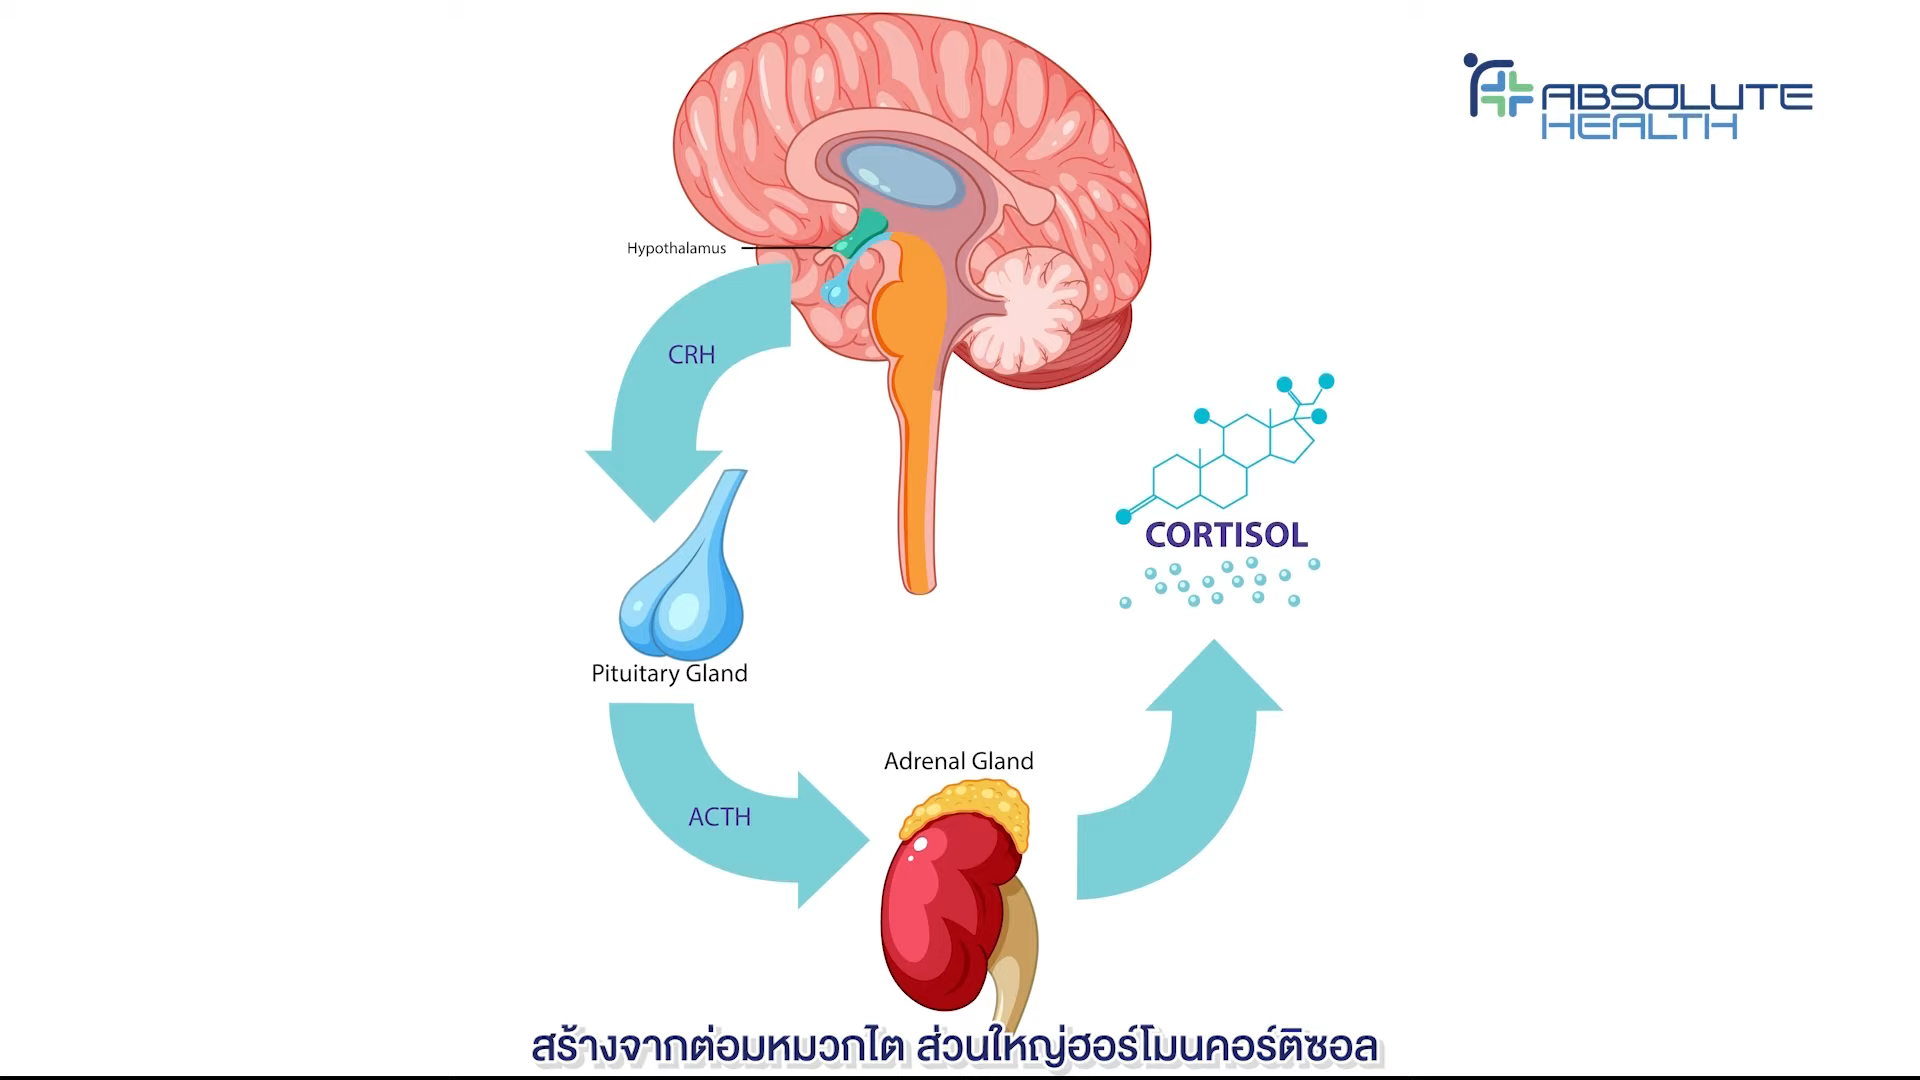 ABSOLUTE
HEALTH
Hypothalamus
CRH
CORTISOL
Pituitary Gland
Adrenal Gland
ACTH
สร้างจากต่อมหมวกไต ส่วนใหญ่ฮอร์โมนคอร์ติซอล